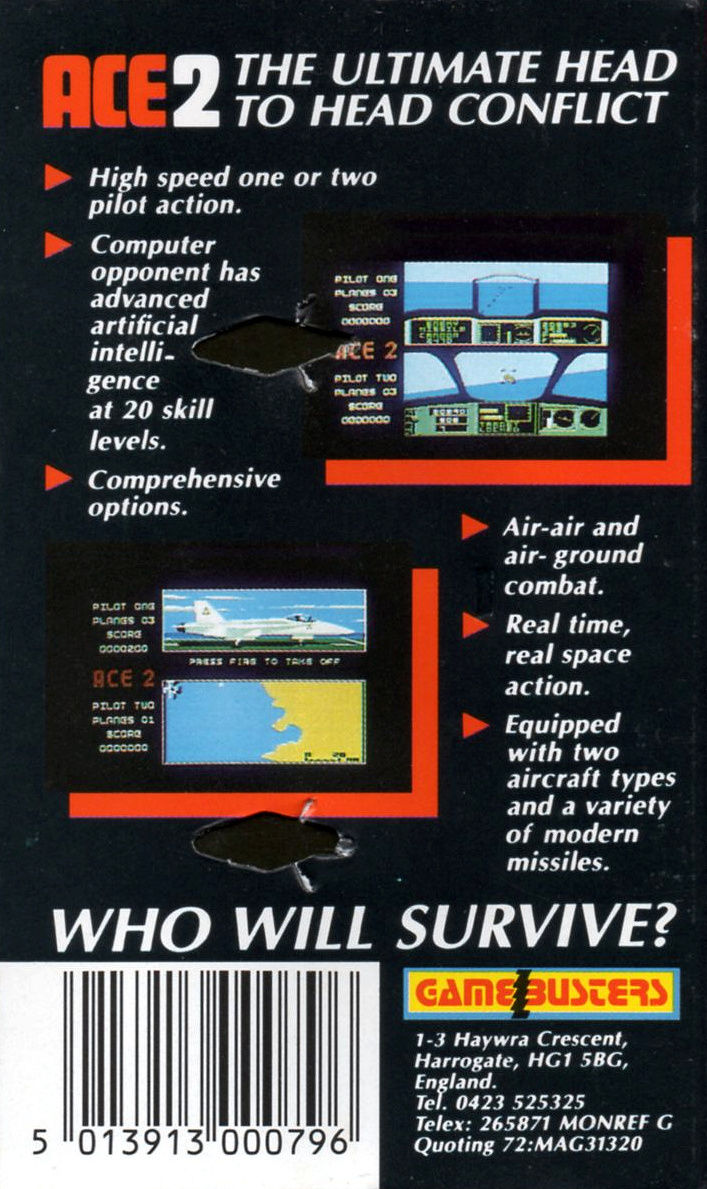 ACE2 THE ULTIMATE HEAD
TO HEAD CONFLICT
High speed one or two
pilot action.
Computer
opponent has
advanced
artificial
intelli-
gence
at 20 skill
levels.
Comprehensive
options.
PILOT ONE
PLANES 03
SCORE
0000000
ACE 2
PILOT TWO
PLANES 03
SCORE
0000000
Air-air and
air- ground
combat.
Real time,
real space
action.
Equipped
with two
aircraft types
and a variety
of modern
missiles.
PILOT ONE
PLANES 03
SCORE
0000200
PRESS FIRE TO TAKE OFF
ACE 2
PILOT TWO
PLANES 01
SCORE
0000000
WHO WILL SURVIVE?
GAMEBUSTERS
1-3 Haywra Crescent,
Harrogate, HG1 5BG,
England.
Tel. 0423 525325
Telex: 265871 MONREF G
Quoting 72:MAG31320
5 013913 000796